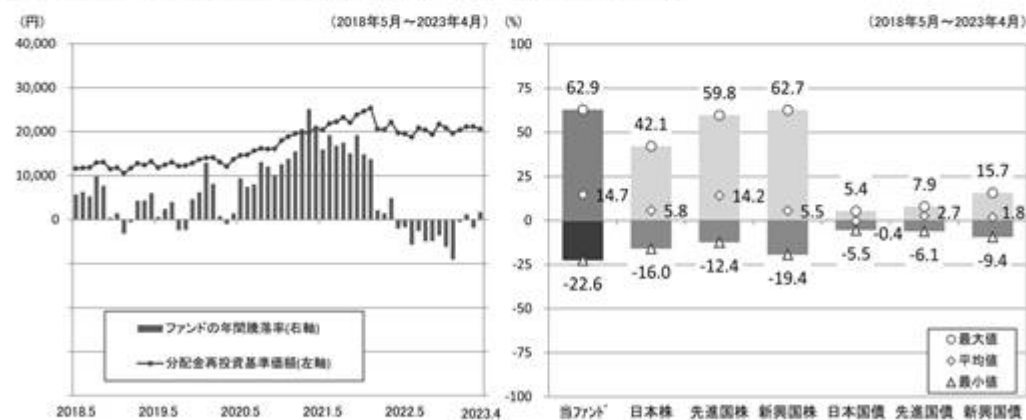 (円)
(2018年5月～2023年4月)
40,000
30,000
20,000
10,000
0
ファンドの年間騰落率(右軸)
分配金再投資基準価額(左軸)
2018.5 2019.5 2020.5 2021.5 2022.5 2023.4
(%)
(2018年5月～2023年4月)
100
75
50
25
0
-25
-50
-75
-100
62.9 42.1 59.8 62.7 5.4 7.9 15.7
14.7 5.8 14.2 5.5 -0.4 2.7 1.8
-22.6 -16.0 -12.4 -19.4 -5.5 -6.1 -9.4
最大値
平均値
最小値
当ファンド 日本株 先進国株 新興国株 日本国債 先進国債 新興国債